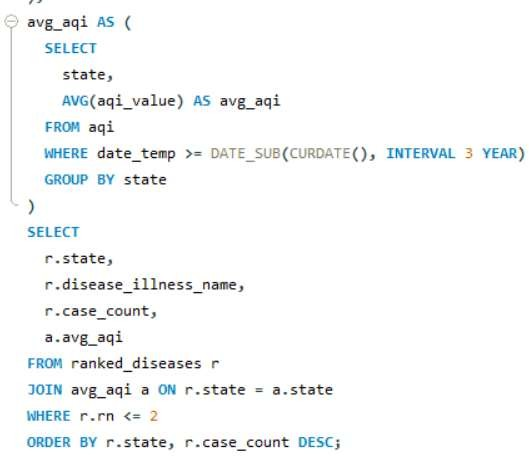 ),
avg_aqi AS (
SELECT
state,
AVG(aqi_value) AS avg_aqi
FROM aqi
WHERE date_temp >= DATE_SUB(CURDATE(), INTERVAL 3 YEAR)
GROUP BY state
)
SELECT
r.state,
r.disease_illness_name,
r.case_count,
a.avg_aqi
FROM ranked_diseases r
JOIN avg_aqi a ON r.state = a.state
WHERE r.rn <= 2
ORDER BY r.state, r.case_count DESC;